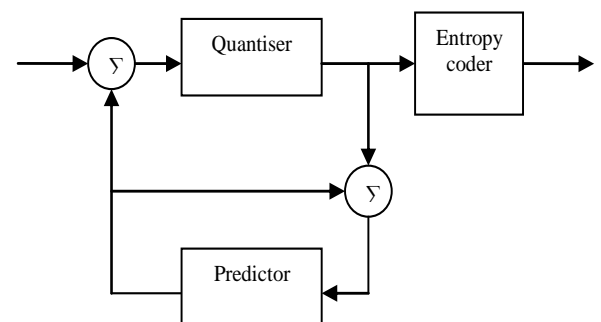 Quantiser
Entropy
coder
Σ
Σ
Predictor